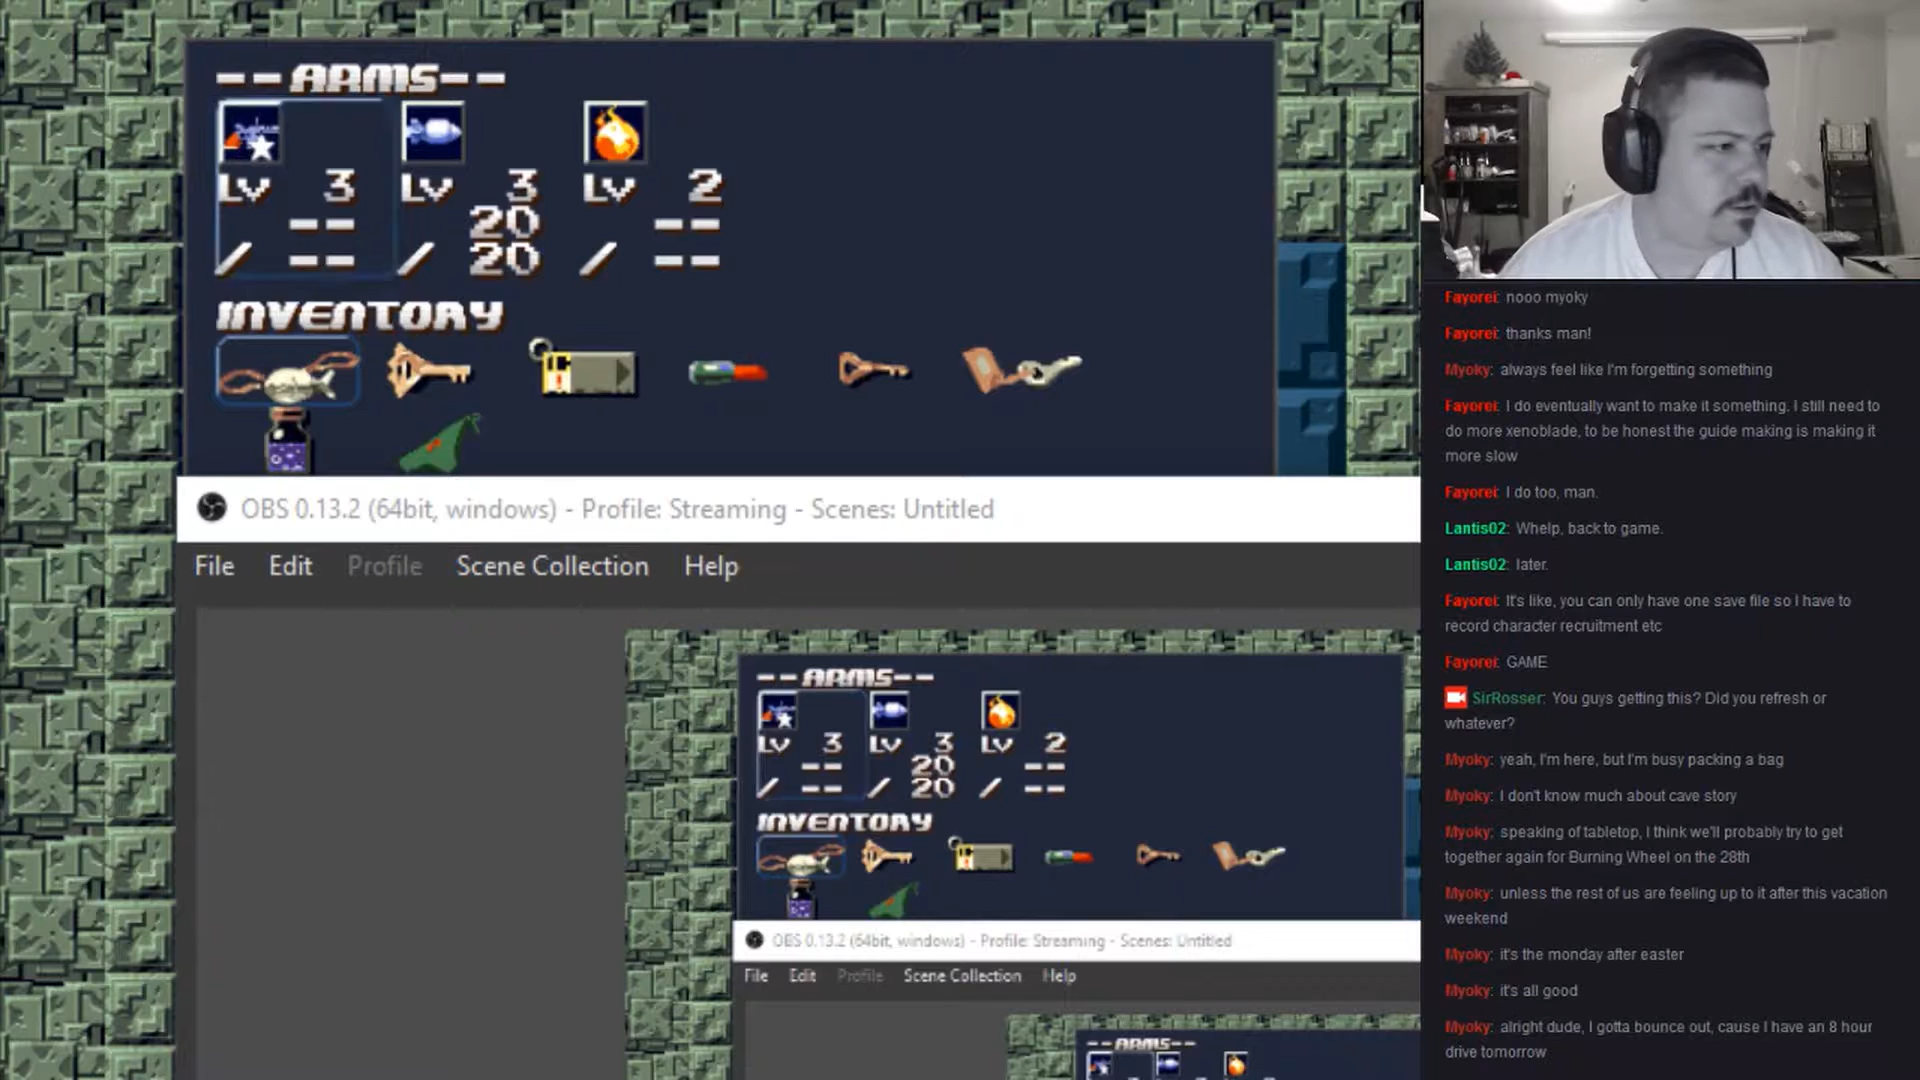 --ARMS--
Lv 3 Lv 3 Lv 2
-- 20 --
/ -- / 20 / --
INVENTORY
OBS 0.13.2 (64bit, windows) - Profile: Streaming - Scenes: Untitled
File Edit Profile Scene Collection Help
--ARMS--
Lv 3 Lv 3 Lv 2
-- 20 --
/ -- / 20 / --
INVENTORY
OBS 0.13.2 (64bit, windows) - Profile: Streaming - Scenes: Untitled
File Edit Profile Scene Collection Help
--ARMS--
Fayorei: nooo myoky
Fayorei: thanks man!
Myoky: always feel like I'm forgetting something
Fayorei: I do eventually want to make it something. I still need to
do more xenoblade, to be honest the guide making is making it
more slow
Fayorei: I do too, man.
Lantis02: Whelp, back to game.
Lantis02: later.
Fayorei: It's like, you can only have one save file so I have to
record character recruitment etc
Fayorei: GAME
SirRosser: You guys getting this? Did you refresh or
whatever?
Myoky: yeah, I'm here, but I'm busy packing a bag
Myoky: I don't know much about cave story
Myoky: speaking of tabletop, I think we'll probably try to get
together again for Burning Wheel on the 28th
Myoky: unless the rest of us are feeling up to it after this vacation
weekend
Myoky: it's the monday after easter
Myoky: it's all good
Myoky: alright dude, I gotta bounce out, cause I have an 8 hour
drive tomorrow